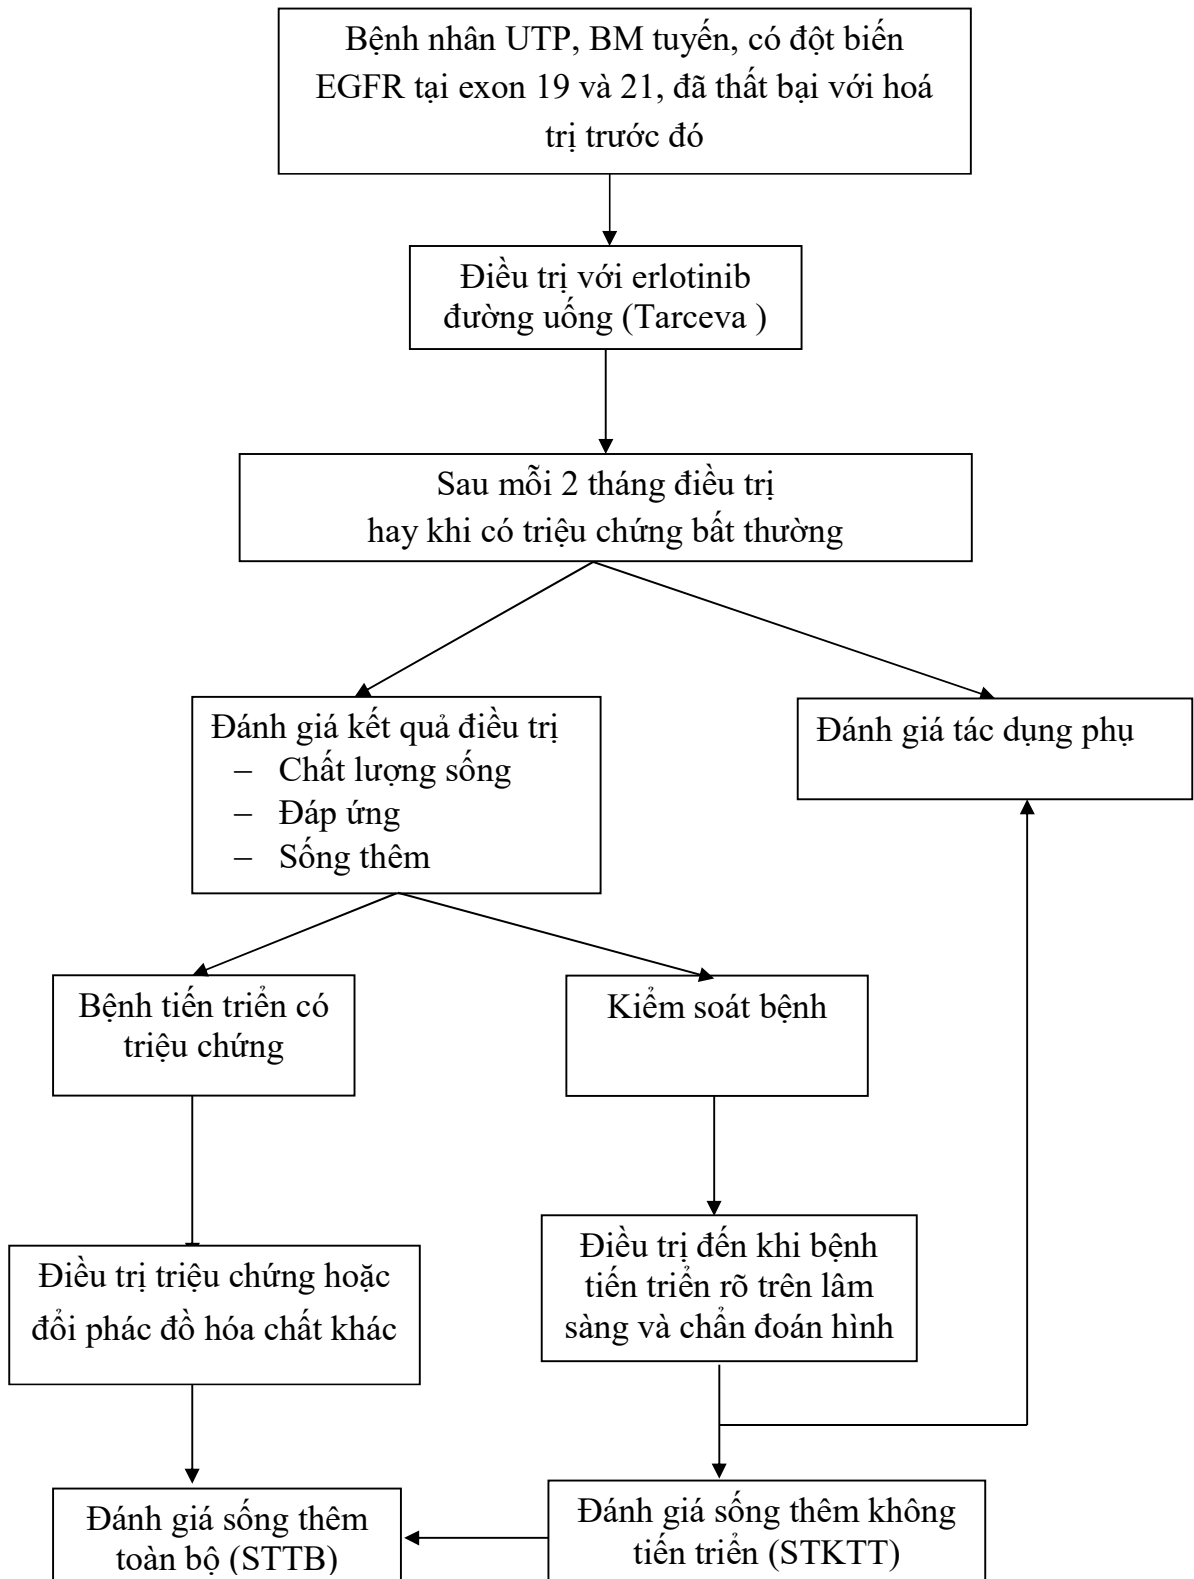 Bệnh nhân UTP, BM tuyến, có đột biến
EGFR tại exon 19 và 21, đã thất bại với hoá
trị trước đó
Điều trị với erlotinib
đường uống (Tarceva )
Sau mỗi 2 tháng điều trị
hay khi có triệu chứng bất thường
Đánh giá kết quả điều trị
– Chất lượng sống
– Đáp ứng
– Sống thêm
Đánh giá tác dụng phụ
Bệnh tiến triển có
triệu chứng
Kiểm soát bệnh
Điều trị triệu chứng hoặc
đổi phác đồ hóa chất khác
Điều trị đến khi bệnh
tiến triển rõ trên lâm
sàng và chẩn đoán hình
Đánh giá sống thêm
toàn bộ (STTB)
Đánh giá sống thêm không
tiến triển (STKTT)